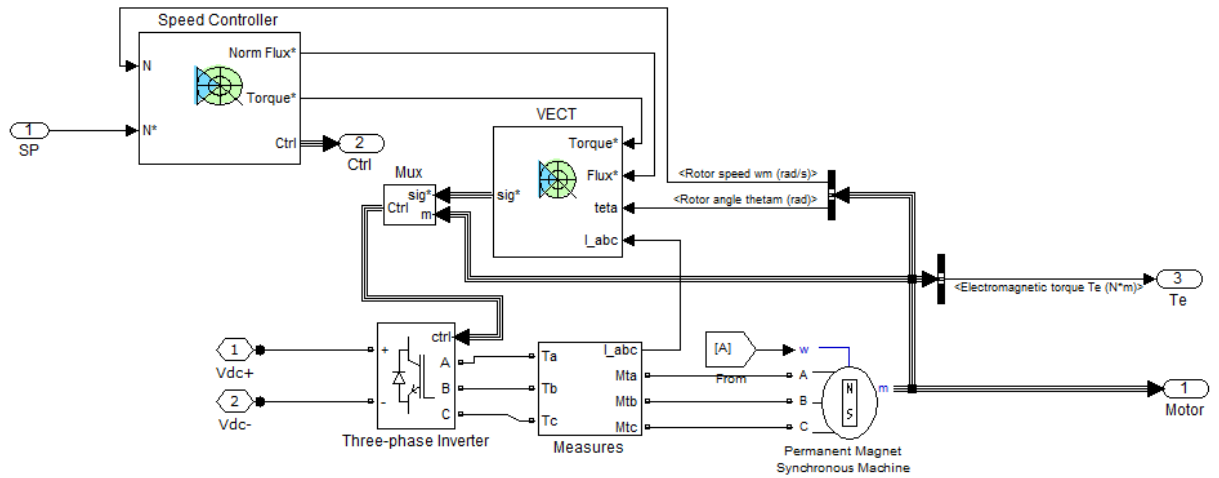 Speed Controller
N
Norm Flux*
Torque*
N*
Ctrl
1
SP
2
Ctrl
VECT
Torque*
Flux*
teta
I_abc
sig*
Mux
sig*
Ctrl
m
<Rotor speed wm (rad/s)>
<Rotor angle thetam (rad)>
<Electromagnetic torque Te (N*m)>
3
Te
ctrl
+
-
A
B
C
Three-phase Inverter
1
Vdc+
2
Vdc-
I_abc
Ta
Tb
Tc
Mta
Mtb
Mtc
Measures
[A]
From
w
A
B
C
N
S
m
Permanent Magnet
Synchronous Machine
1
Motor